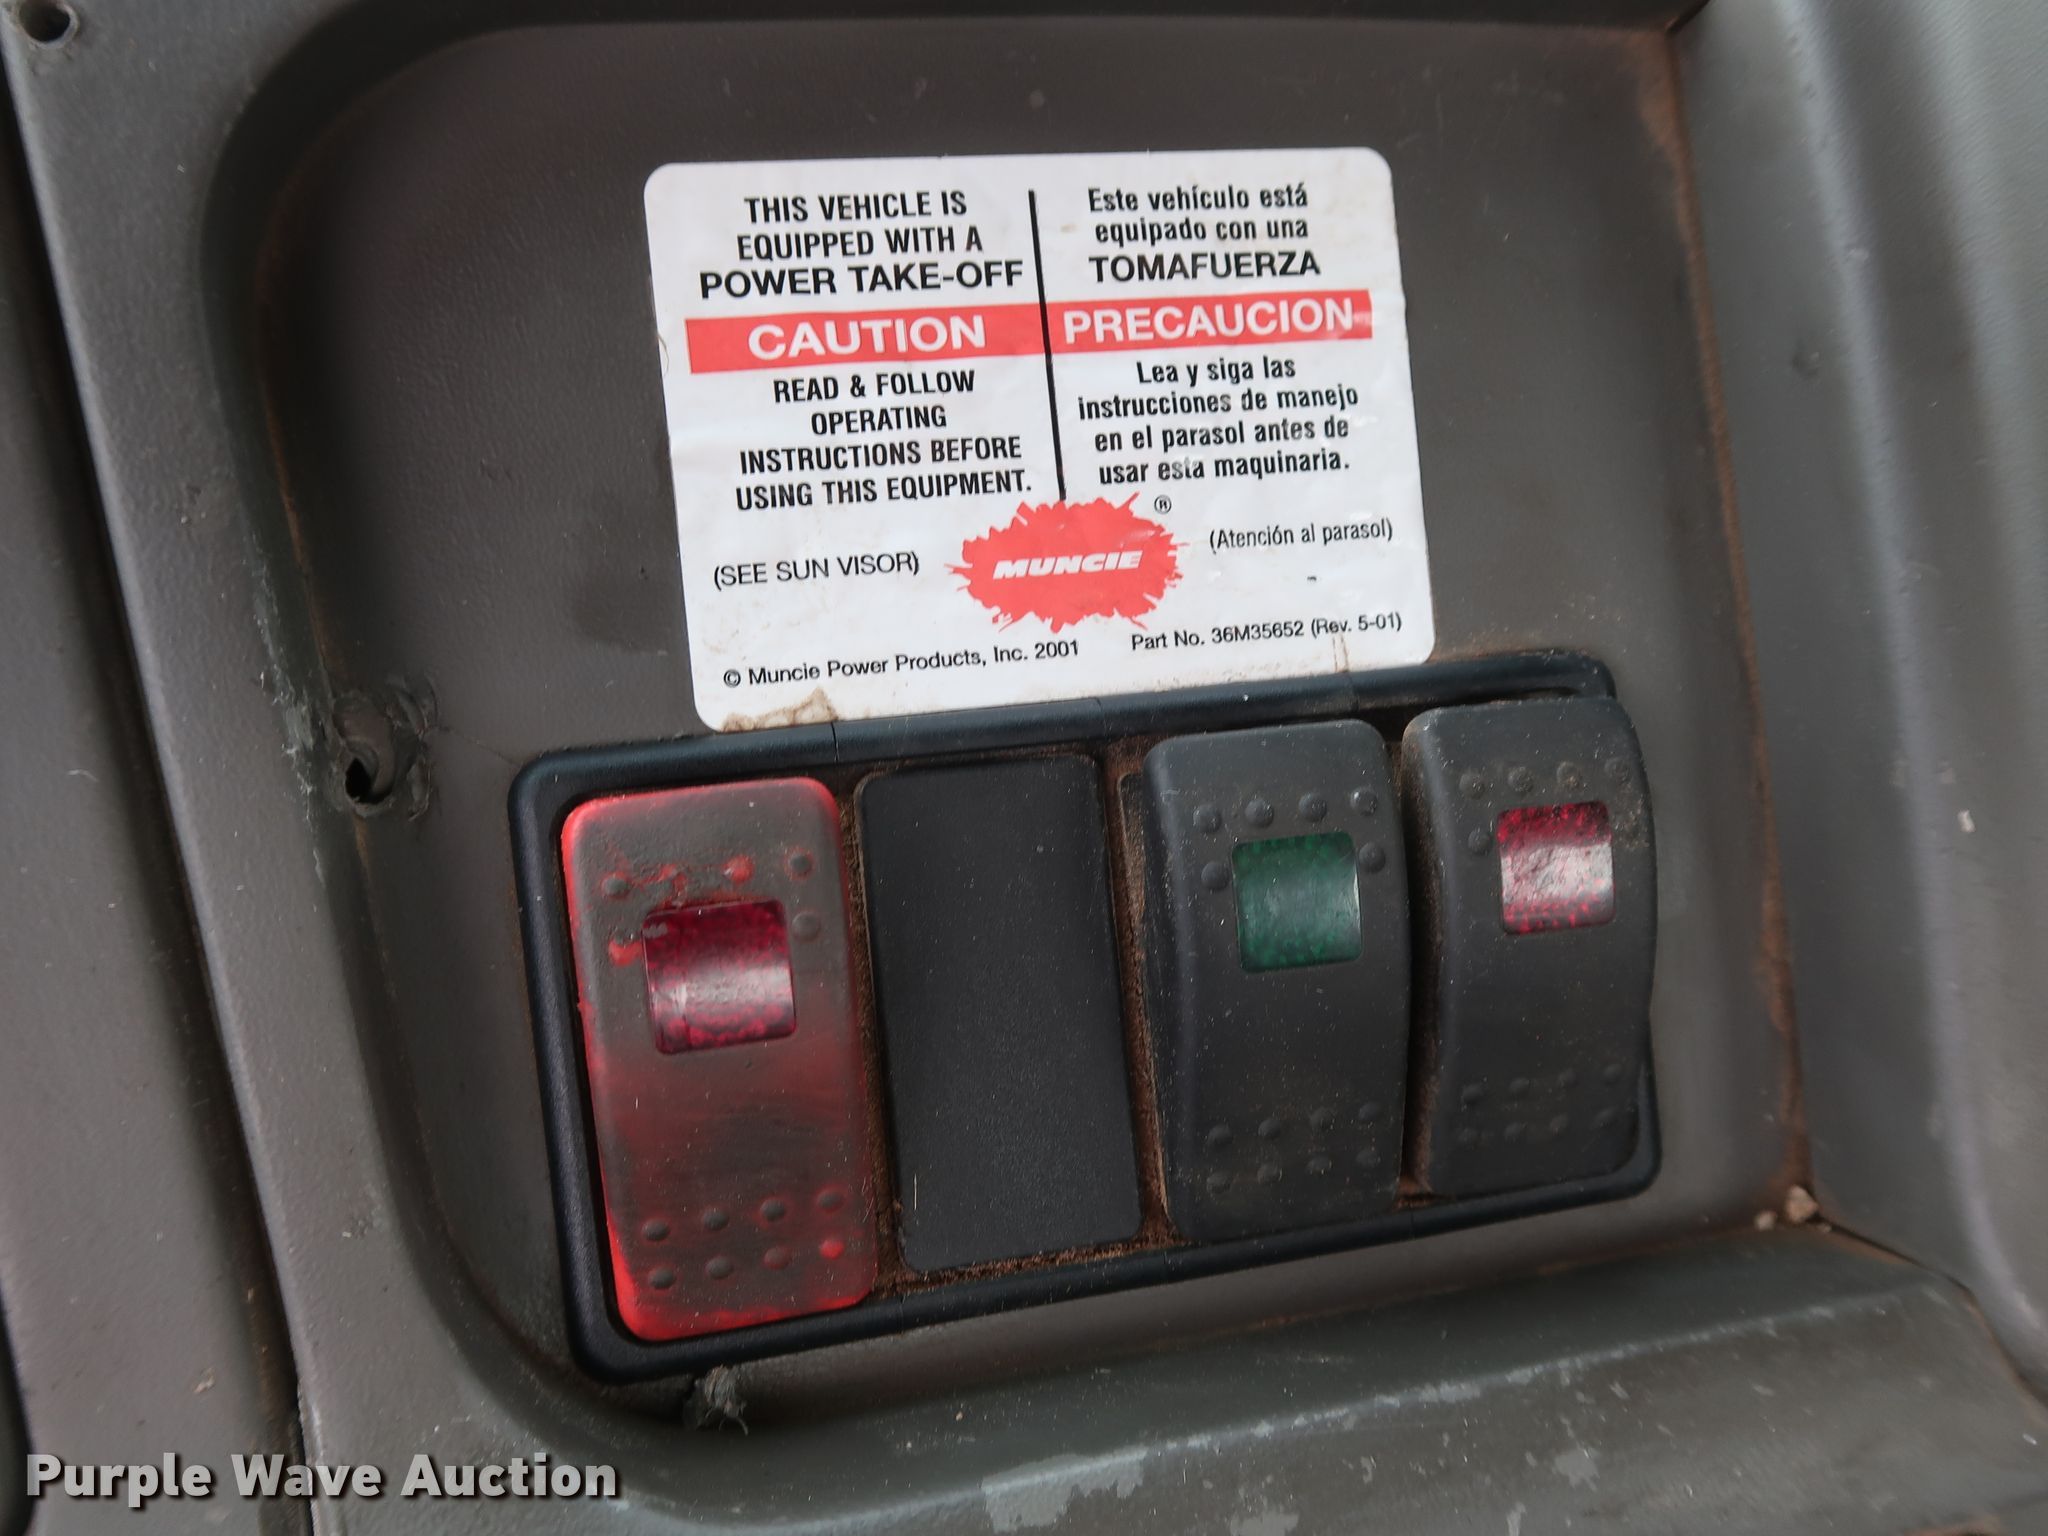 THIS VEHICLE IS
EQUIPPED WITH A
POWER TAKE-OFF
CAUTION
READ & FOLLOW
OPERATING
INSTRUCTIONS BEFORE
USING THIS EQUIPMENT.
(SEE SUN VISOR)
Este vehículo está
equipado con una
TOMAFUERZA
PRECAUCION
Lea y siga las
instrucciones de manejo
en el parasol antes de
usar esta maquinaria.
(Atención al parasol)
MUNCIE ®
© Muncie Power Products, Inc. 2001
Part No. 36M35652 (Rev. 5-01)
Purple Wave Auction